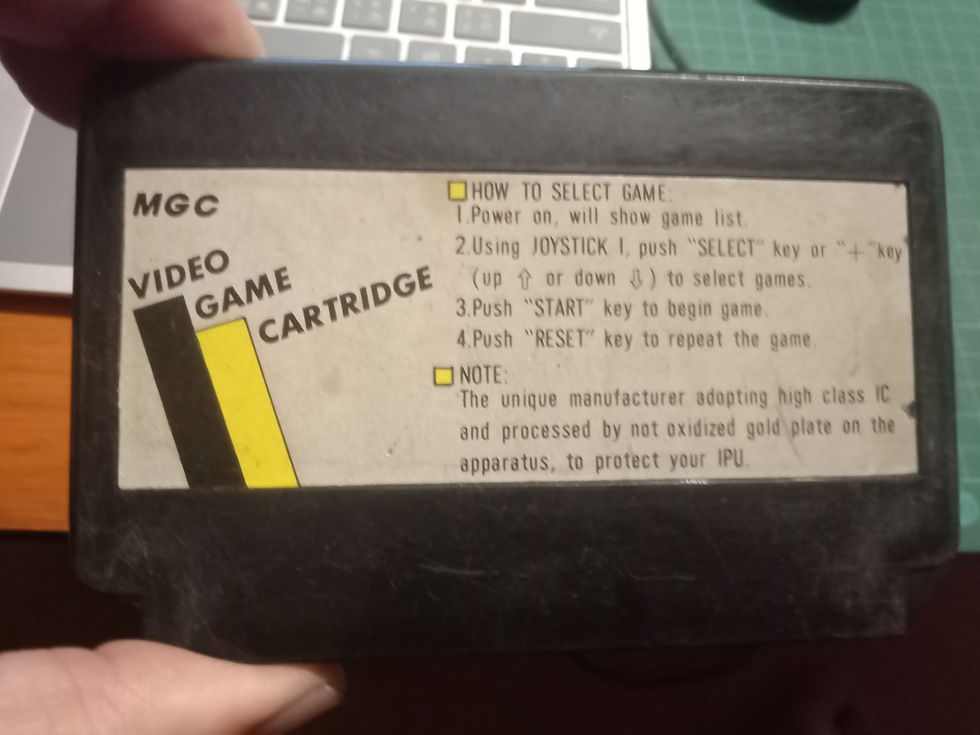 MGC
VIDEO
GAME
CARTRIDGE
HOW TO SELECT GAME:
1.Power on, will show game list.
2.Using JOYSTICK I, push "SELECT" key or "+"key
(up ⇧ or down ⇩) to select games.
3.Push "START" key to begin game.
4.Push "RESET" key to repeat the game.
NOTE:
The unique manufacturer adopting high class IC
and processed by not oxidized gold plate on the
apparatus, to protect your IPU.